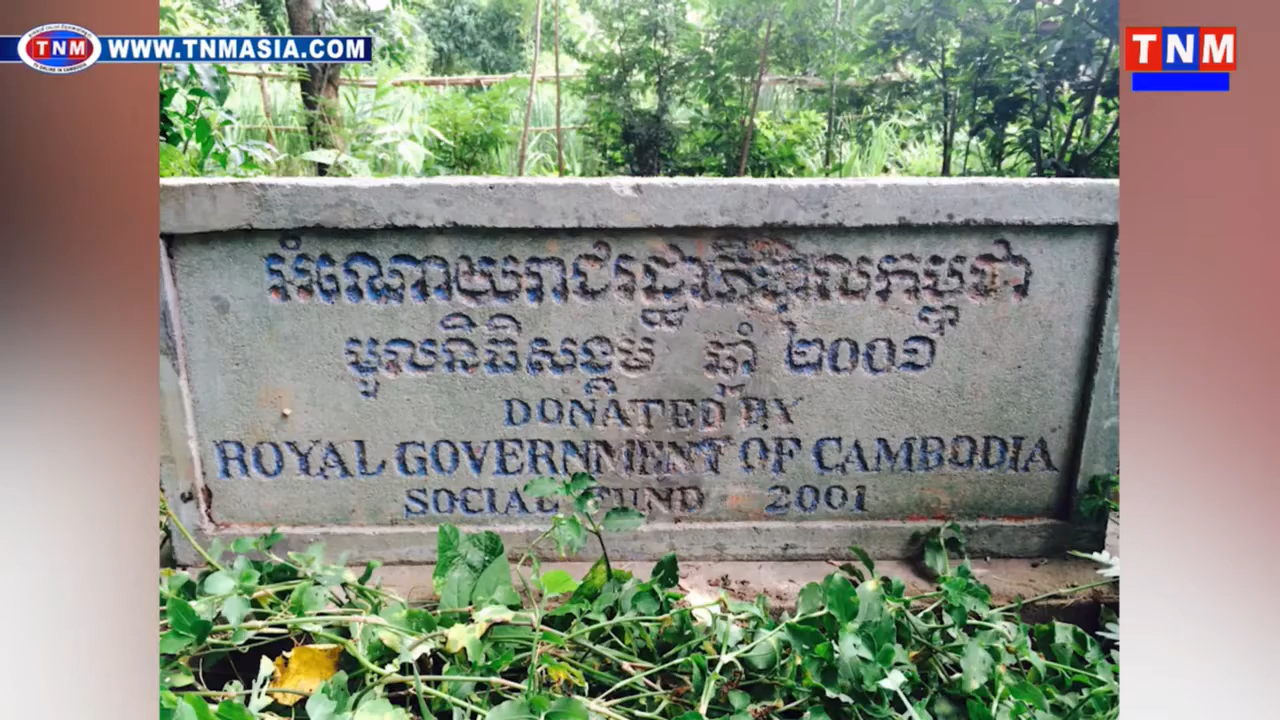 TNM
WWW.TNMASIA.COM
TNM
អំណោយរាជរដ្ឋាភិបាលកម្ពុជា
មូលនិធិសង្គម ឆ្នាំ ២០០១
DONATED BY
ROYAL GOVERNMENT OF CAMBODIA
SOCIAL FUND 2001